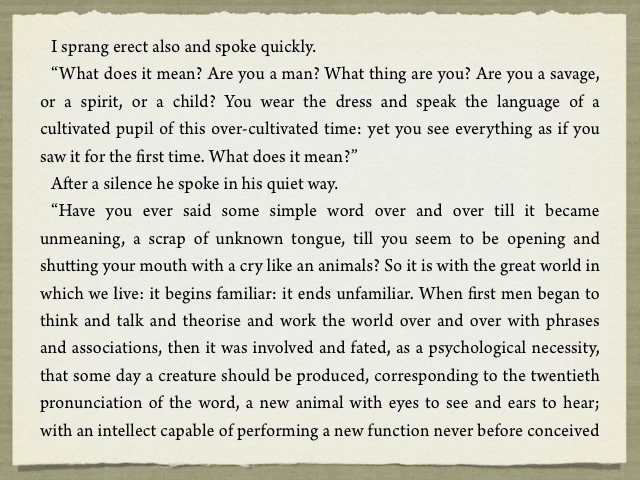 I sprang erect also and spoke quickly.
“What does it mean? Are you a man? What thing are you? Are you a savage,
or a spirit, or a child? You wear the dress and speak the language of a
cultivated pupil of this over-cultivated time: yet you see everything as if you
saw it for the first time. What does it mean?”
After a silence he spoke in his quiet way.
“Have you ever said some simple word over and over till it became
unmeaning, a scrap of unknown tongue, till you seem to be opening and
shutting your mouth with a cry like an animals? So it is with the great world in
which we live: it begins familiar: it ends unfamiliar. When first men began to
think and talk and theorise and work the world over and over with phrases
and associations, then it was involved and fated, as a psychological necessity,
that some day a creature should be produced, corresponding to the twentieth
pronunciation of the word, a new animal with eyes to see and ears to hear;
with an intellect capable of performing a new function never before conceived